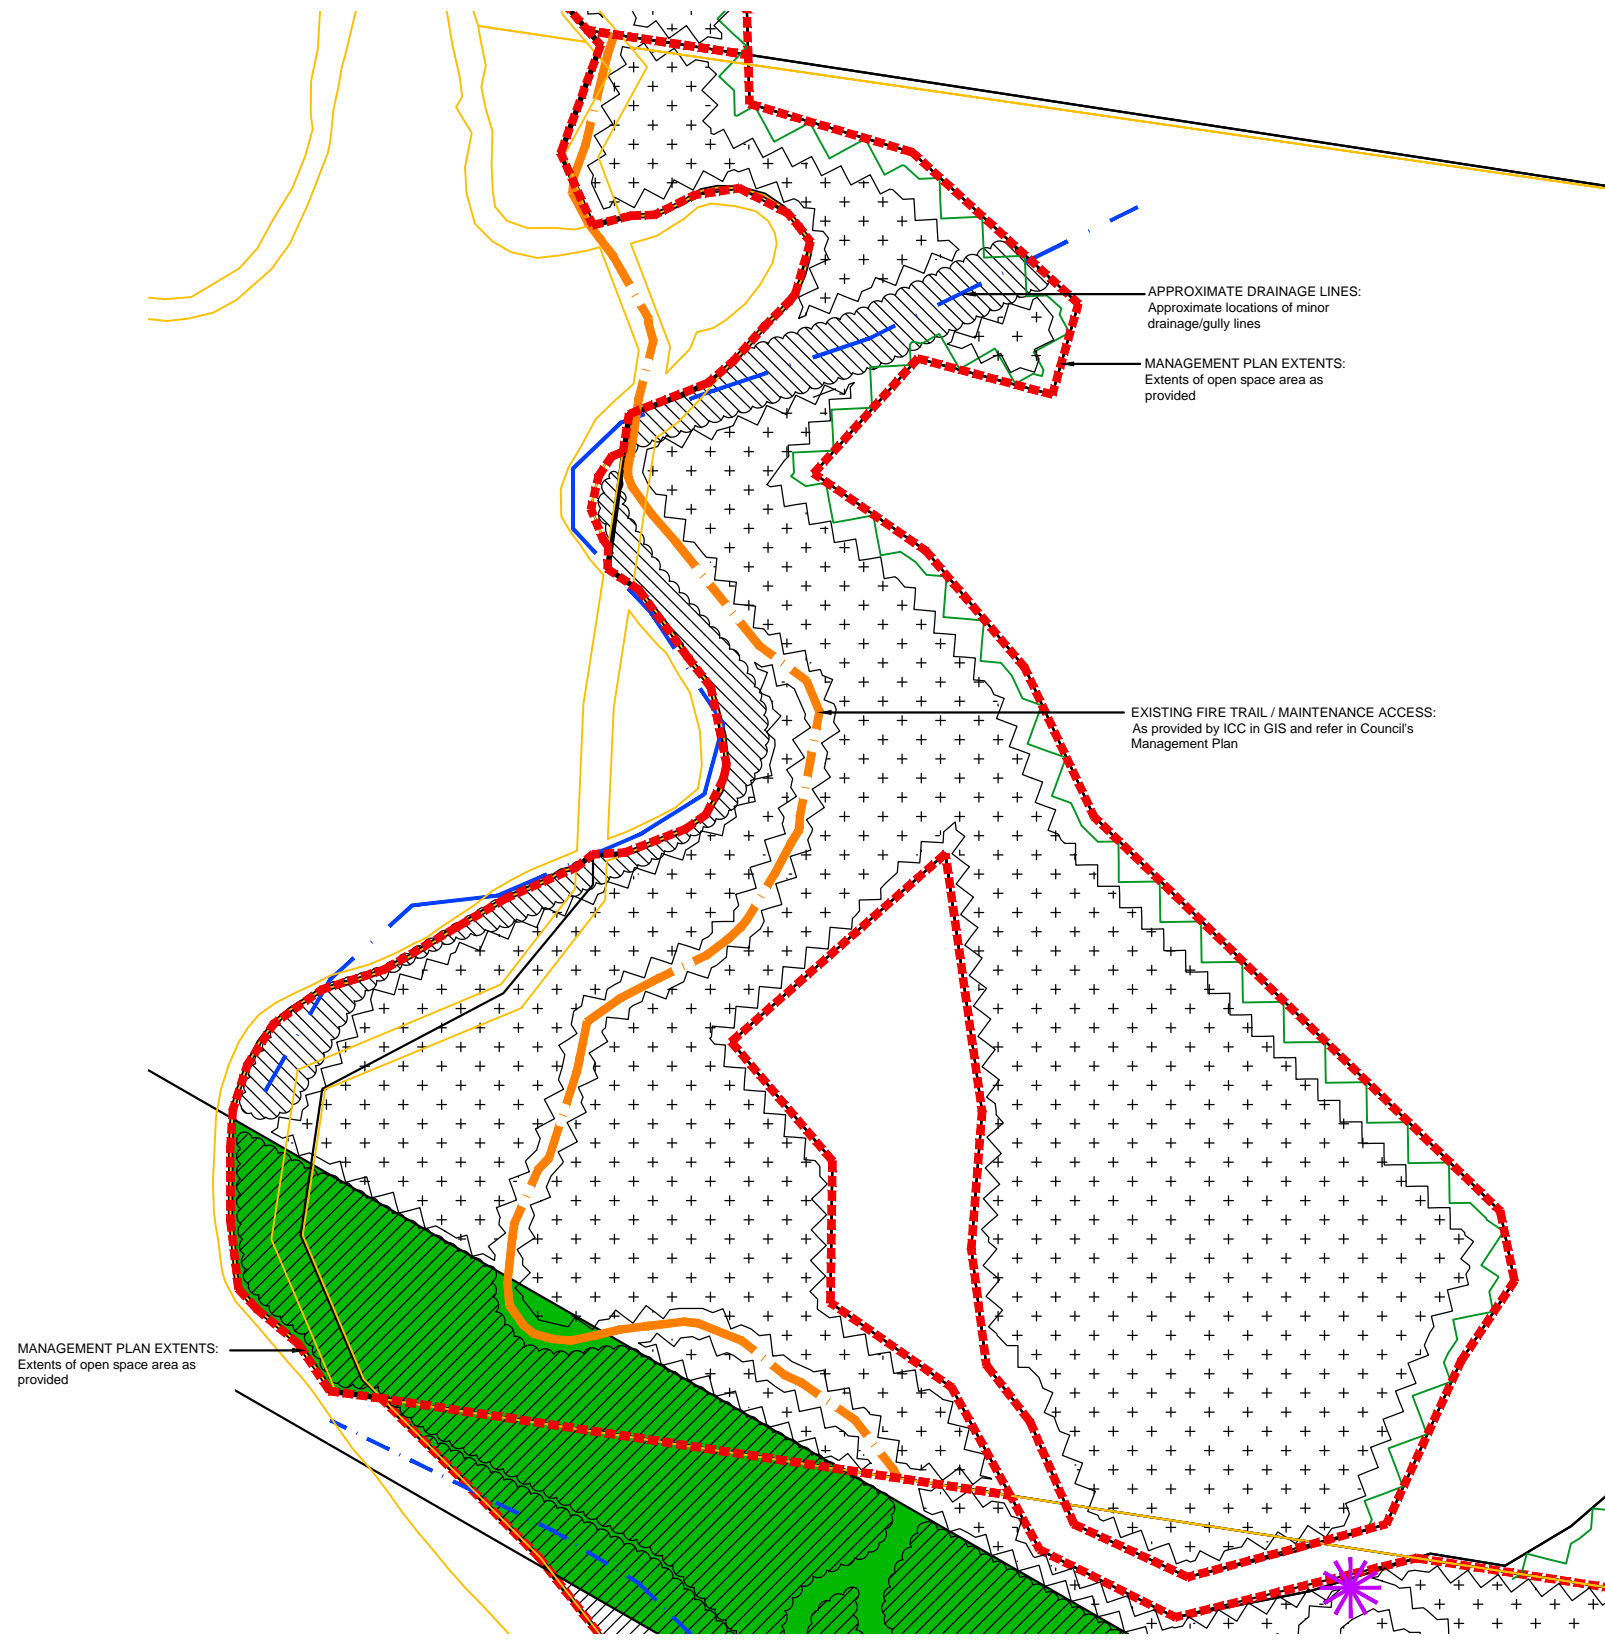 APPROXIMATE DRAINAGE LINES:
Approximate locations of minor
drainage/gully lines
MANAGEMENT PLAN EXTENTS:
Extents of open space area as
provided
EXISTING FIRE TRAIL / MAINTENANCE ACCESS:
As provided by ICC in GIS and refer in Council's
Management Plan
MANAGEMENT PLAN EXTENTS:
Extents of open space area as
provided